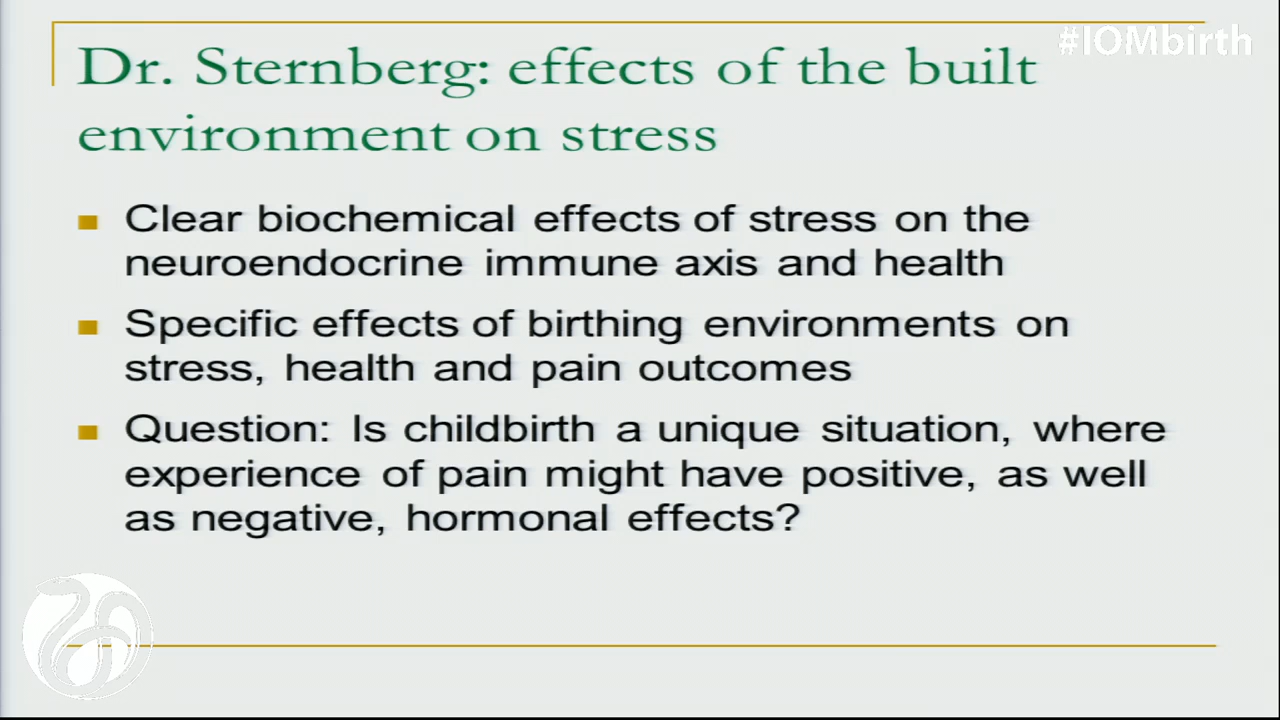 #IOMbirth
Dr. Sternberg: effects of the built
environment on stress
Clear biochemical effects of stress on the
neuroendocrine immune axis and health
Specific effects of birthing environments on
stress, health and pain outcomes
Question: Is childbirth a unique situation, where
experience of pain might have positive, as well
as negative, hormonal effects?